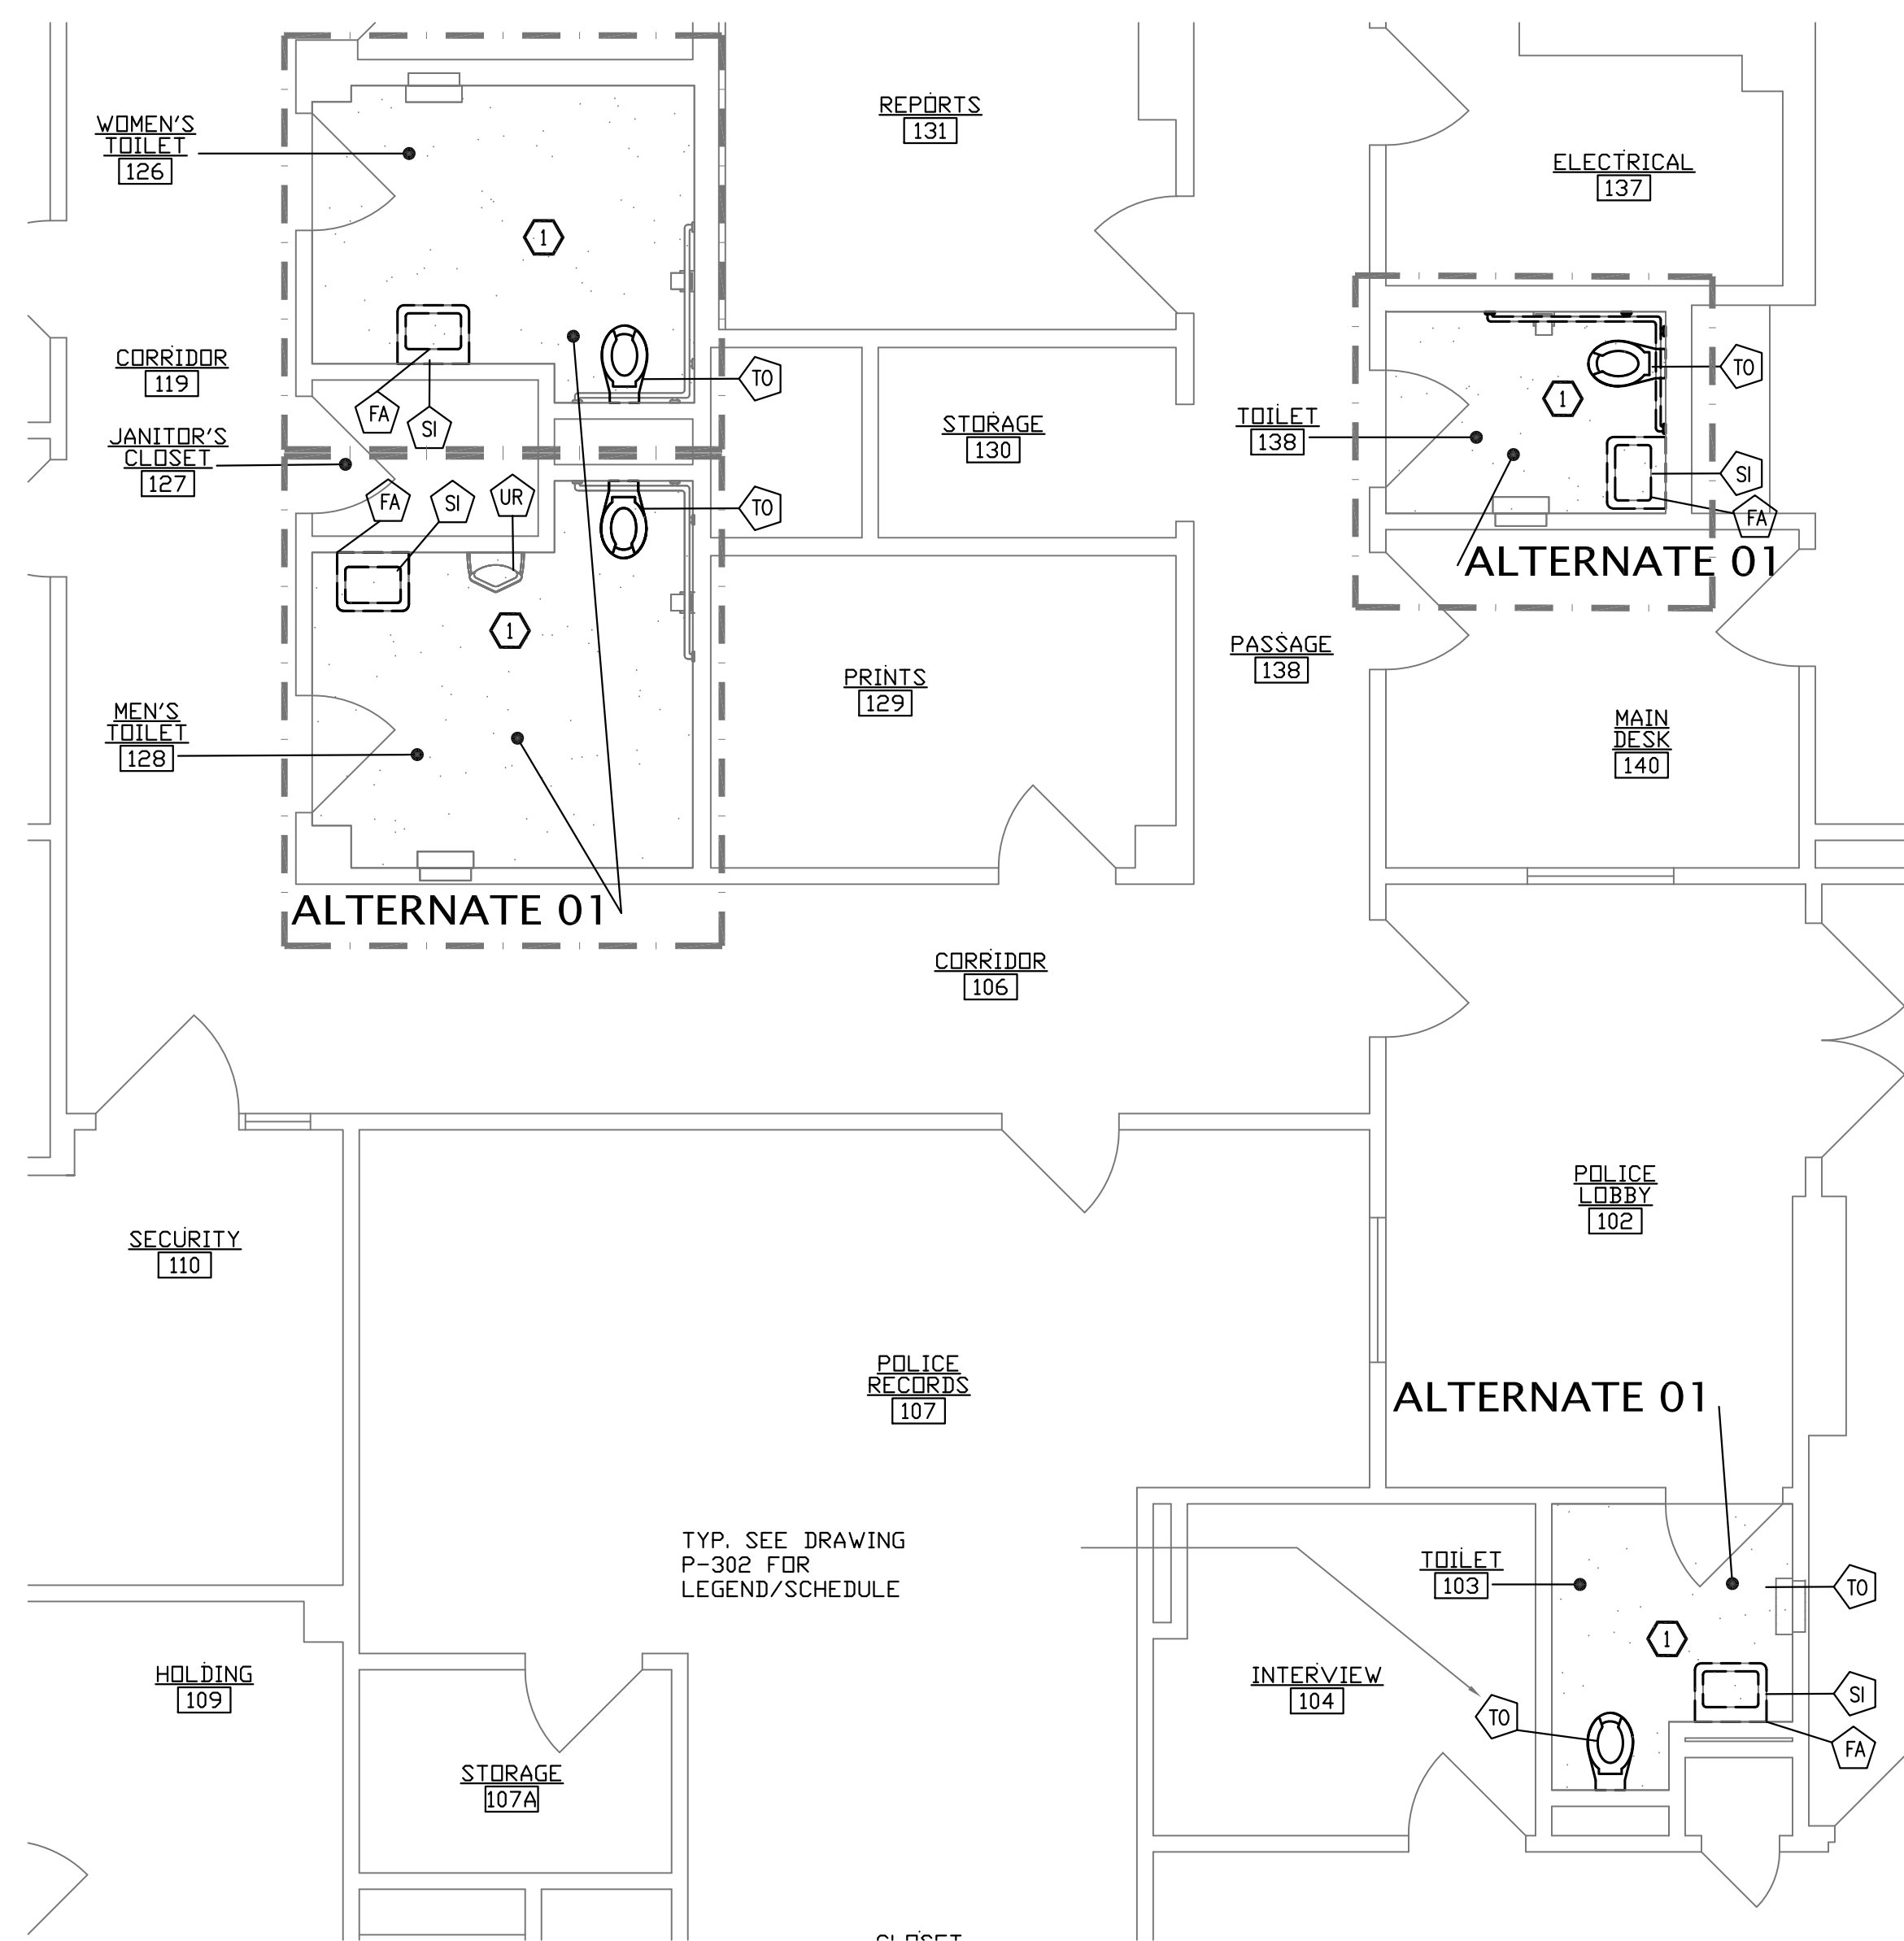 WOMEN'S
TOILET
126
REPORTS
131
ELECTRICAL
137
1
CORRIDOR
119
FA
SI
TO
JANITOR'S
CLOSET
127
FA
SI
UR
TO
STORAGE
130
TOILET
138
1
TO
SI
FA
ALTERNATE 01
1
MEN'S
TOILET
128
PRINTS
129
PASSAGE
138
MAIN
DESK
140
ALTERNATE 01
CORRIDOR
106
SECURITY
110
POLICE
LOBBY
102
POLICE
RECORDS
107
ALTERNATE 01
TYP. SEE DRAWING
P-302 FOR
LEGEND/SCHEDULE
TOILET
103
TO
1
HOLDING
109
INTERVIEW
104
TO
SI
FA
STORAGE
107A
CLOSET